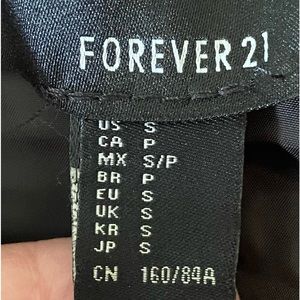 FOREVER 21
US S
CA P
MX S/P
BR P
EU S
UK S
KR S
JP S
CN 160/84A